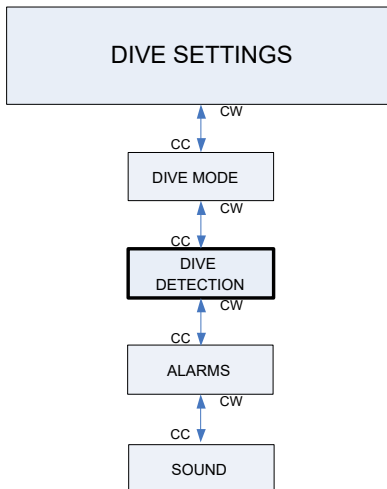 DIVE SETTINGS
CW
CC
DIVE MODE
CW
CC
DIVE
DETECTION
CW
CC
ALARMS
CW
CC
SOUND